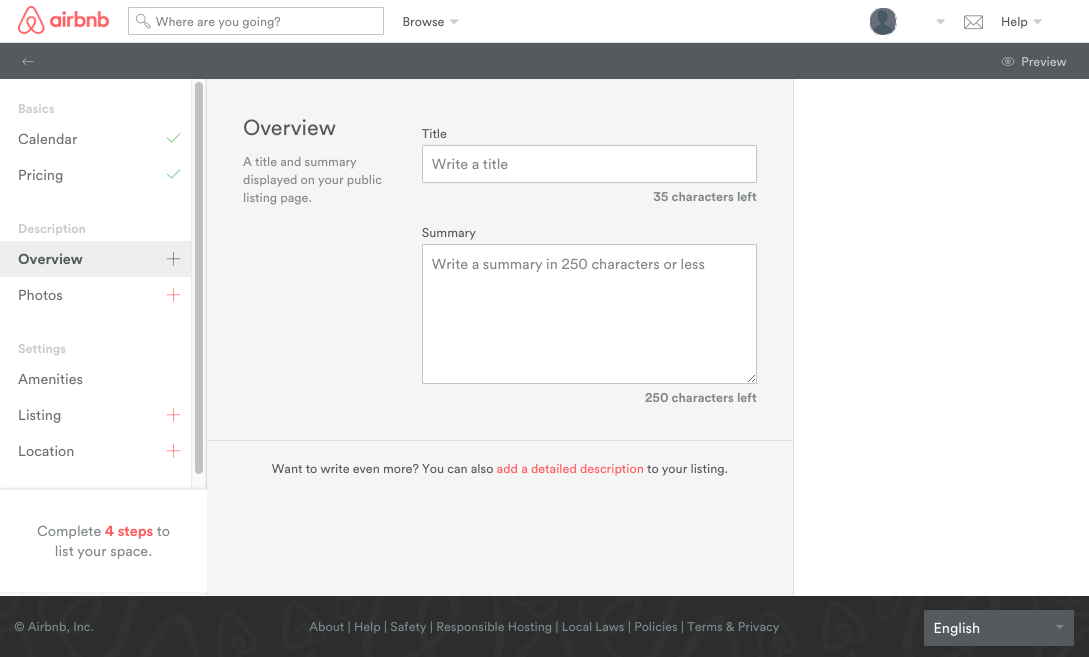 airbnb
Where are you going?
Browse
Help
Preview
Basics
Calendar
Pricing
Description
Overview
Photos
Settings
Amenities
Listing
Location
Complete 4 steps to
list your space.
Overview
A title and summary
displayed on your public
listing page.
Title
Write a title
35 characters left
Summary
Write a summary in 250 characters or less
250 characters left
Want to write even more? You can also add a detailed description to your listing.
© Airbnb, Inc.
About | Help | Safety | Responsible Hosting | Local Laws | Policies | Terms & Privacy
English